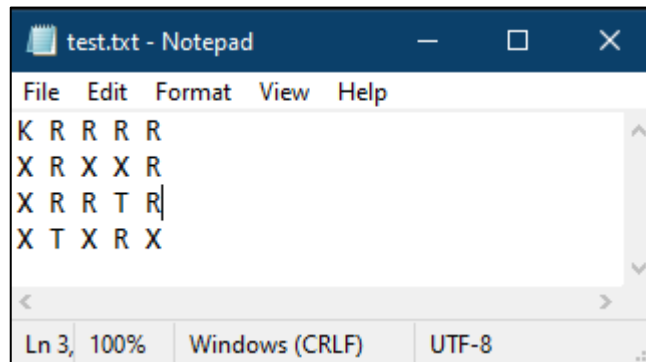 test.txt - Notepad
File Edit Format View Help
K R R R R
X R X X R
X R R T R
X T X R X
Ln 3, 100% Windows (CRLF) UTF-8